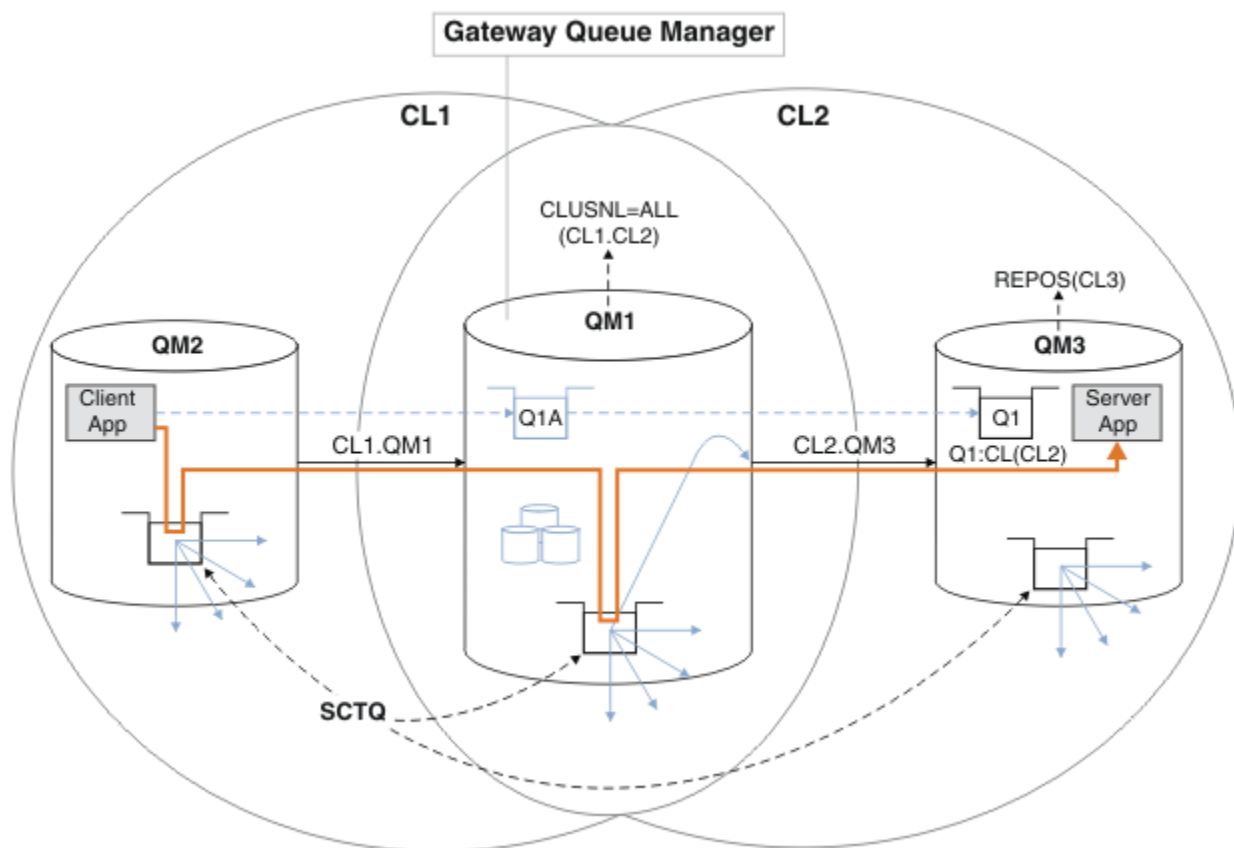 Gateway Queue Manager
CL1
CL2
CLUSNL=ALL
(CL1.CL2)
REPOS(CL3)
QM2
QM1
QM3
Client
App
Q1A
Q1
Server
App
CL1.QM1
CL2.QM3
Q1:CL(CL2)
SCTQ